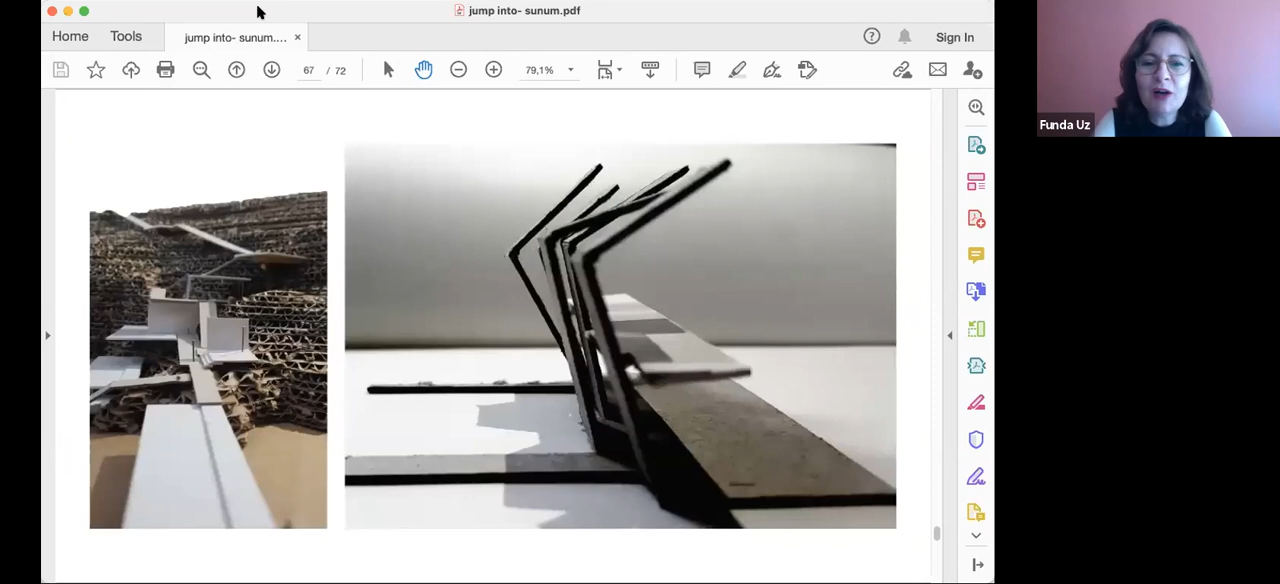 jump into- sunum.pdf
Home Tools jump into- sunum.... × Sign In
67 / 72 79,1%
Funda Uz